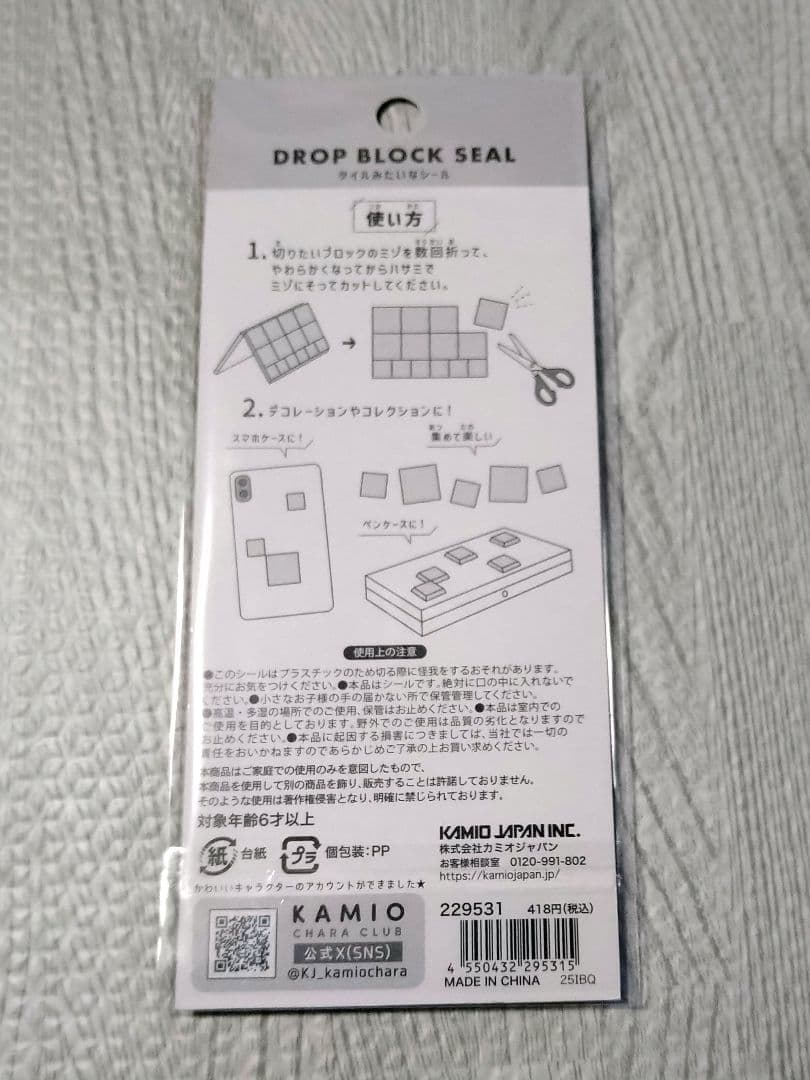 DROP BLOCK SEAL
タイルみたいなシール
使い方
1. 切りたいブロックのミゾを数回折って、
やわらかくなってからハサミで
ミゾにそってカットしてください。
2. デコレーションやコレクションに！
スマホケースに！
集めて楽しい
ペンケースに！
使用上の注意
●このシールはプラスチックのため切る際に怪我をするおそれがあります。
充分にお気をつけください。●本品はシールです。絶対に口の中に入れないで
ください。●小さなお子様の手の届かない所で保管管理してください。
●高温・多湿の場所でのご使用、保管はお止めください。●本品は室内での
ご使用を目的としております。野外でのご使用は品質の劣化となりますので
お止めください。●本品に起因する損害につきましては、当社では一切の
責任をおいかねますのであらかじめご了承の上お買い求めください。
本商品はご家庭での使用のみを意図したもので、
本商品を使用して別の商品を飾り、販売することは許諾しておりません。
そのような使用は著作権侵害となり、明確に禁じられております。
対象年齢6才以上
紙 台紙 プラ 個包装:PP
KAMIO JAPAN INC.
株式会社カミオジャパン
お客様相談室 0120-991-802
https://kamiojapan.jp/
かわいいキャラクターのアカウントができました★
KAMIO
CHARA CLUB
公式X(SNS)
@KJ_kamiochara
229531 418円(税込)
4 550432 295315
MADE IN CHINA 25IBQ